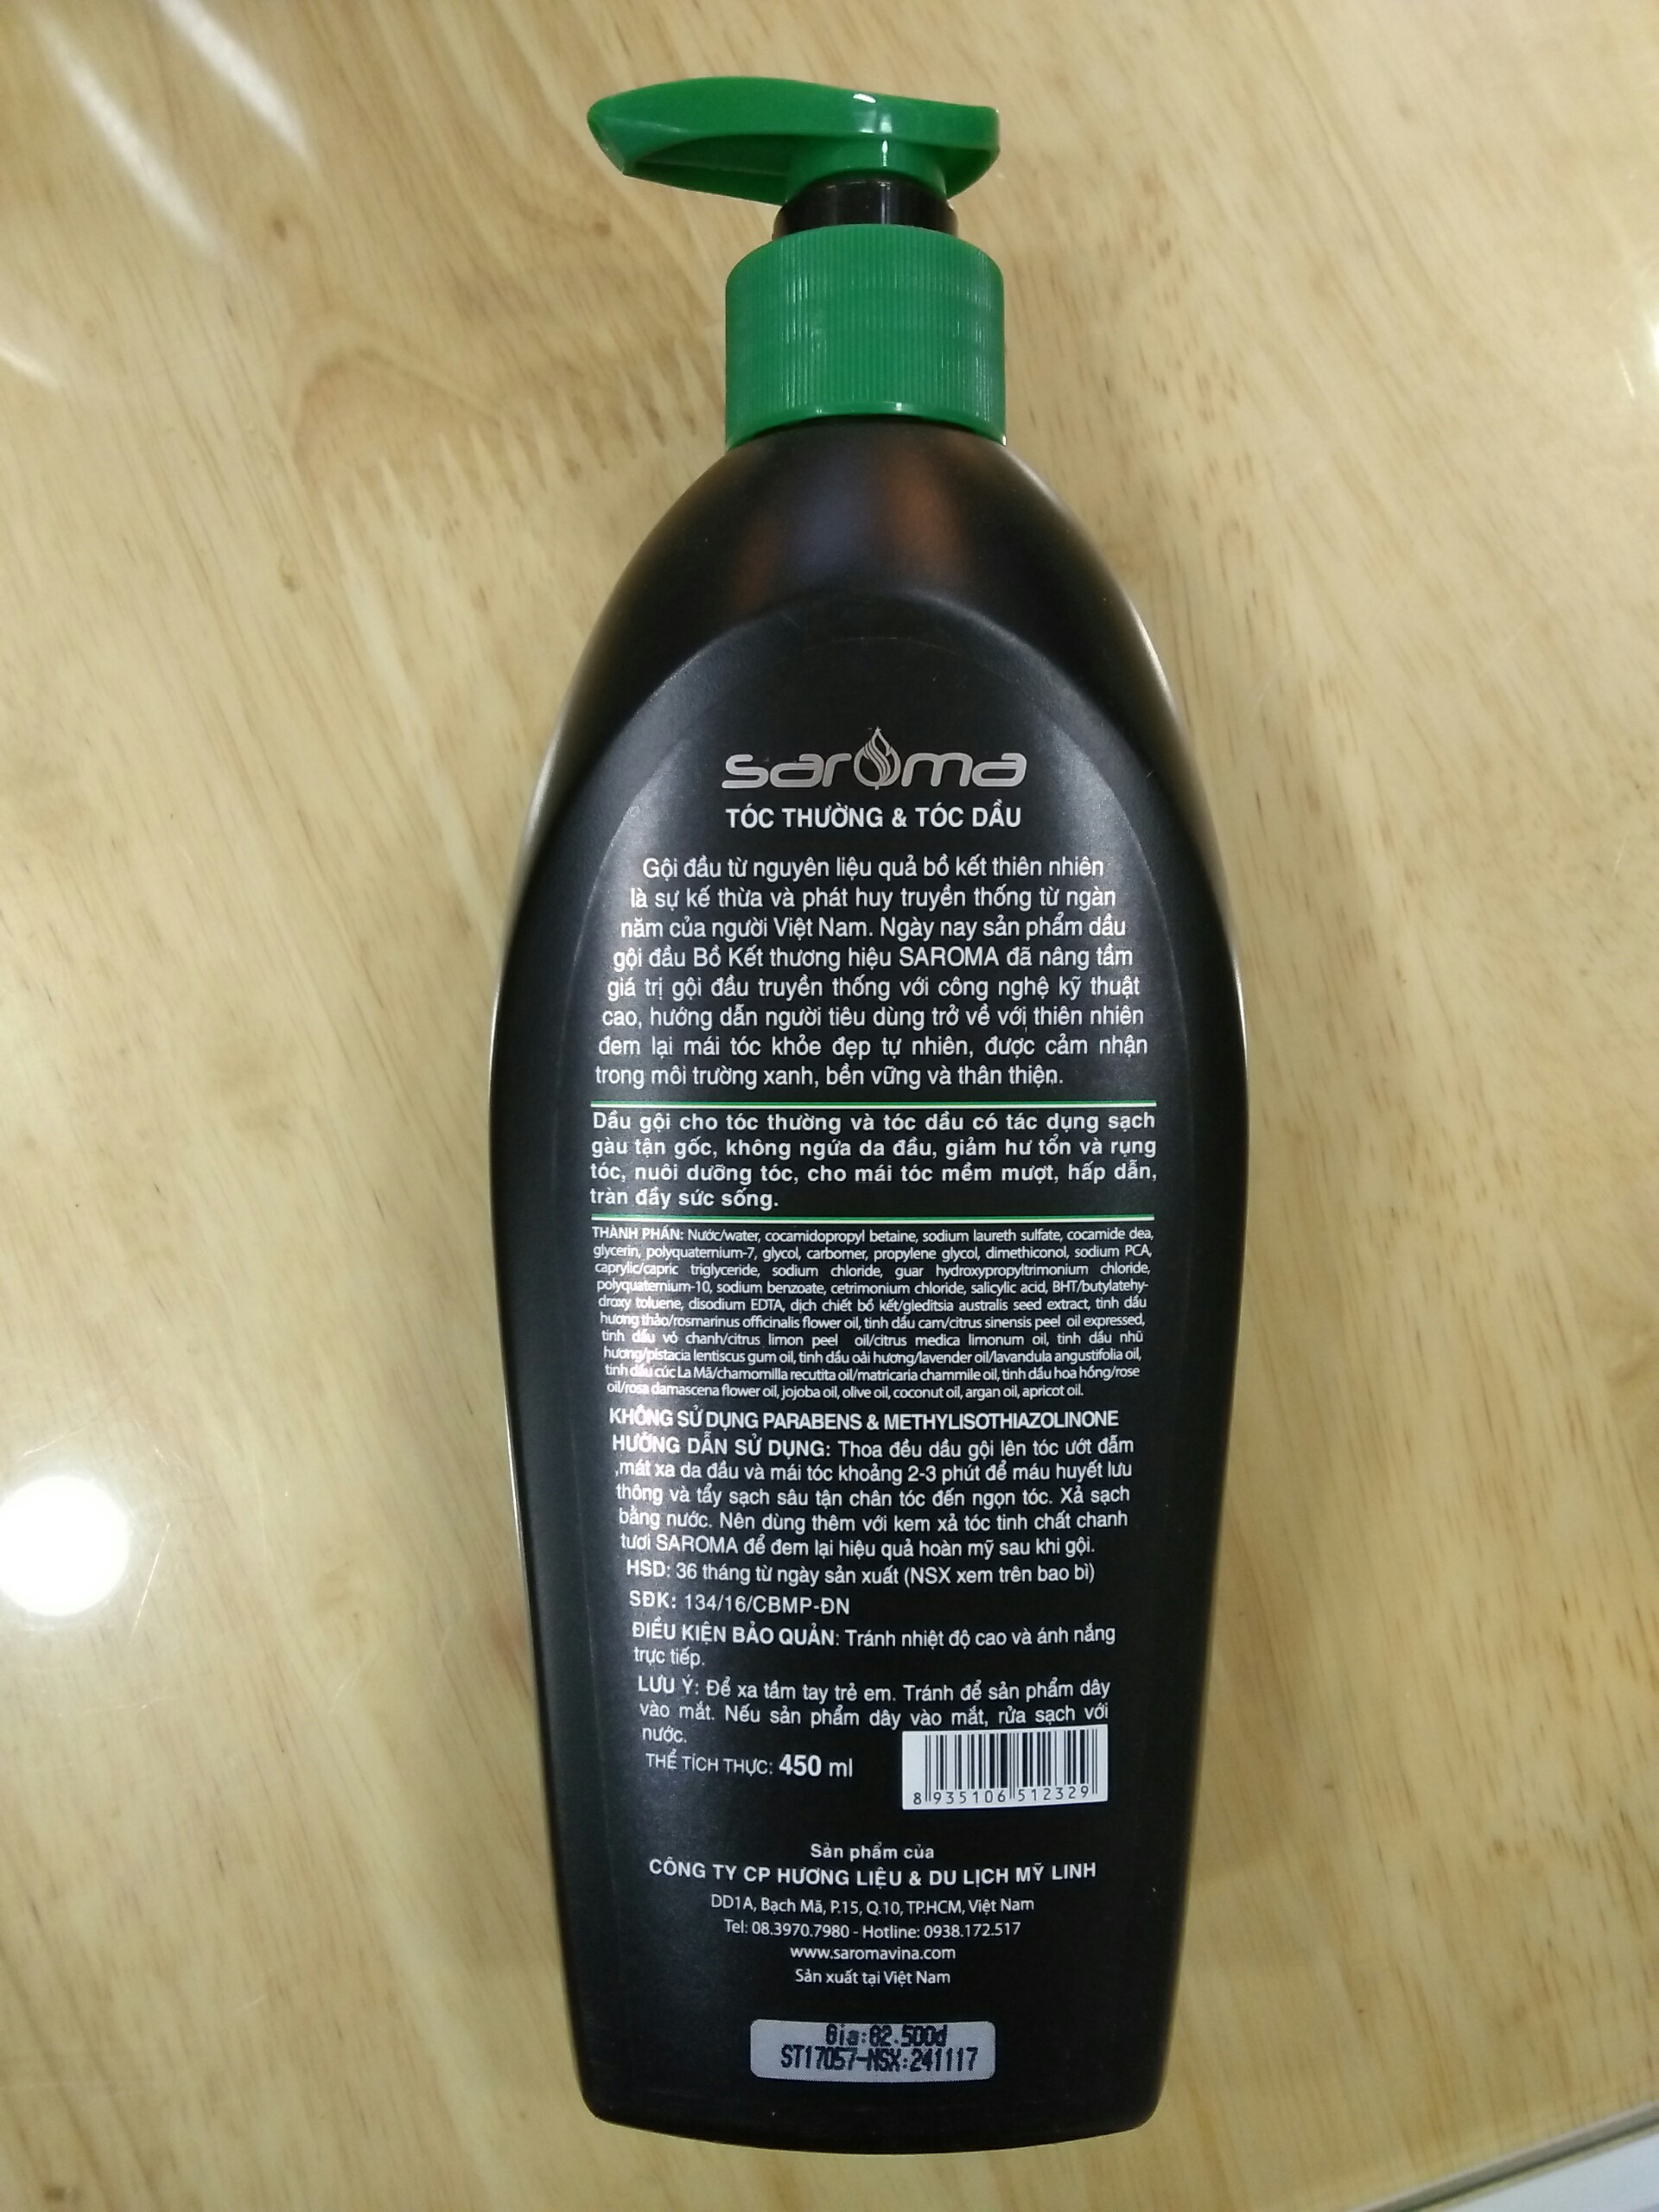 saroma
TÓC THƯỜNG & TÓC DẦU
Gội đầu từ nguyên liệu quả bồ kết thiên nhiên
là sự kế thừa và phát huy truyền thống từ ngàn
năm của người Việt Nam. Ngày nay sản phẩm dầu
gội đầu Bồ Kết thương hiệu SAROMA đã nâng tầm
giá trị gội đầu truyền thống với công nghệ kỹ thuật
cao, hướng dẫn người tiêu dùng trở về với thiên nhiên
đem lại mái tóc khỏe đẹp tự nhiên, được cảm nhận
trong môi trường xanh, bền vững và thân thiện.
Dầu gội cho tóc thường và tóc dầu có tác dụng sạch
gàu tận gốc, không ngứa da đầu, giảm hư tổn và rụng
tóc, nuôi dưỡng tóc, cho mái tóc mềm mượt, hấp dẫn,
tràn đầy sức sống.
THÀNH PHẦN: Nước/water, cocamidopropyl betaine, sodium laureth sulfate, cocamide dea,
glycerin, polyquaternium-7, glycol, carbomer, propylene glycol, dimethiconol, sodium PCA,
caprylic/capric triglyceride, sodium chloride, guar hydroxypropyltrimonium chloride,
polyquaternium-10, sodium benzoate, cetrimonium chloride, salicylic acid, BHT/butylatehy-
droxy toluene, disodium EDTA, dịch chiết bồ kết/gleditsia australis seed extract, tinh dầu
hương thảo/rosmarinus officinalis flower oil, tinh dầu cam/citrus sinensis peel oil expressed,
tinh dầu vỏ chanh/citrus limon peel oil/citrus medica limonum oil, tinh dầu nhũ
hương/pistacia lentiscus gum oil, tinh dầu oải hương/lavender oil/lavandula angustifolia oil,
tinh dầu cúc La Mã/chamomilla recutita oil/matricaria chammile oil, tinh dầu hoa hồng/rose
oil/rosa damascena flower oil, jojoba oil, olive oil, coconut oil, argan oil, apricot oil.
KHÔNG SỬ DỤNG PARABENS & METHYLISOTHIAZOLINONE
HƯỚNG DẪN SỬ DỤNG: Thoa đều dầu gội lên tóc ướt đẫm
,mát xa da đầu và mái tóc khoảng 2-3 phút để máu huyết lưu
thông và tẩy sạch sâu tận chân tóc đến ngọn tóc. Xả sạch
bằng nước. Nên dùng thêm với kem xả tóc tinh chất chanh
tươi SAROMA để đem lại hiệu quả hoàn mỹ sau khi gội.
HSD: 36 tháng từ ngày sản xuất (NSX xem trên bao bì)
SĐK: 134/16/CBMP-ĐN
ĐIỀU KIỆN BẢO QUẢN: Tránh nhiệt độ cao và ánh nắng
trực tiếp.
LƯU Ý: Để xa tầm tay trẻ em. Tránh để sản phẩm dây
vào mắt. Nếu sản phẩm dây vào mắt, rửa sạch với
nước.
THỂ TÍCH THỰC: 450 ml
8 935106 512329
Sản phẩm của
CÔNG TY CP HƯƠNG LIỆU & DU LỊCH MỸ LINH
DD1A, Bạch Mã, P.15, Q.10, TP.HCM, Việt Nam
Tel: 08.3970.7980 - Hotline: 0938.172.517
www.saromavina.com
Sản xuất tại Việt Nam
Gia:82.500d
ST17057-NSX:241117